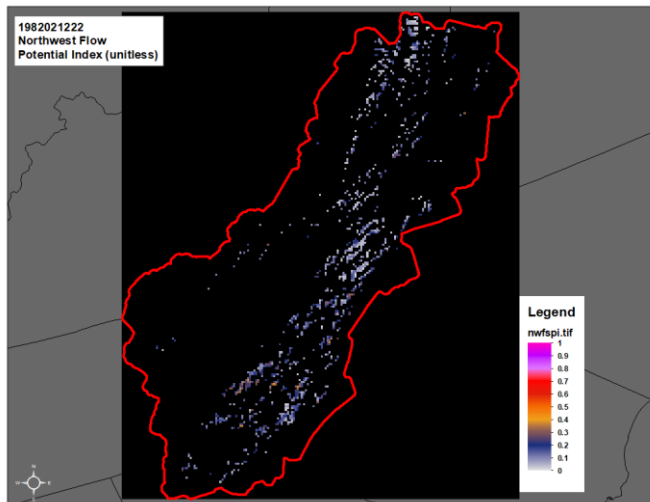 1982021222
Northwest Flow
Potential Index (unitless)
Legend
nwfspi.tif
1
0.9
0.8
0.7
0.6
0.5
0.4
0.3
0.2
0.1
0
N
W
E
S